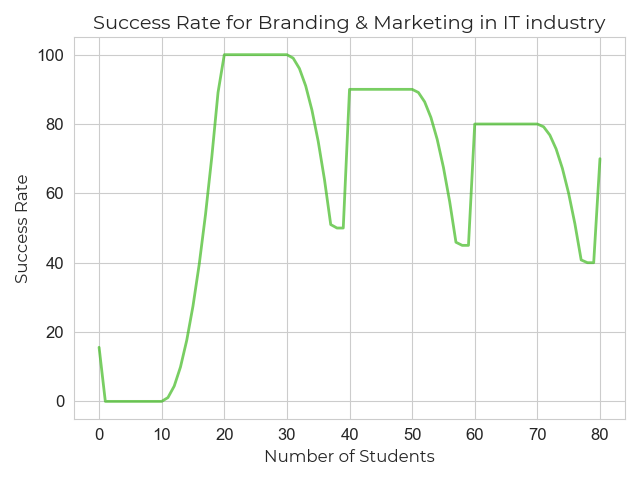 Success Rate for Branding & Marketing in IT industry
100
80
60
40
20
0
Success Rate
0 10 20 30 40 50 60 70 80
Number of Students